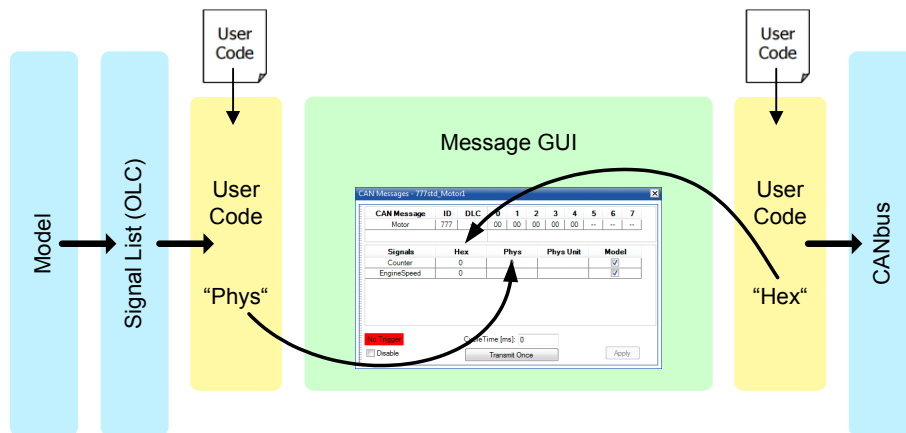 User
Code
User
Code
Model
Signal List (OLC)
User
Code
“Phys“
Message GUI
CAN Messages - 777std_Motor1
CAN Message ID DLC 0 1 2 3 4 5 6 7
Motor 777 00 00 00 00 00 -- -- --
Signals Hex Phys Phys Unit Model
Counter 0
EngineSpeed 0
No Trigger
Time [ms]: 0
Disable
Transmit Once
Apply
User
Code
“Hex“
CANbus